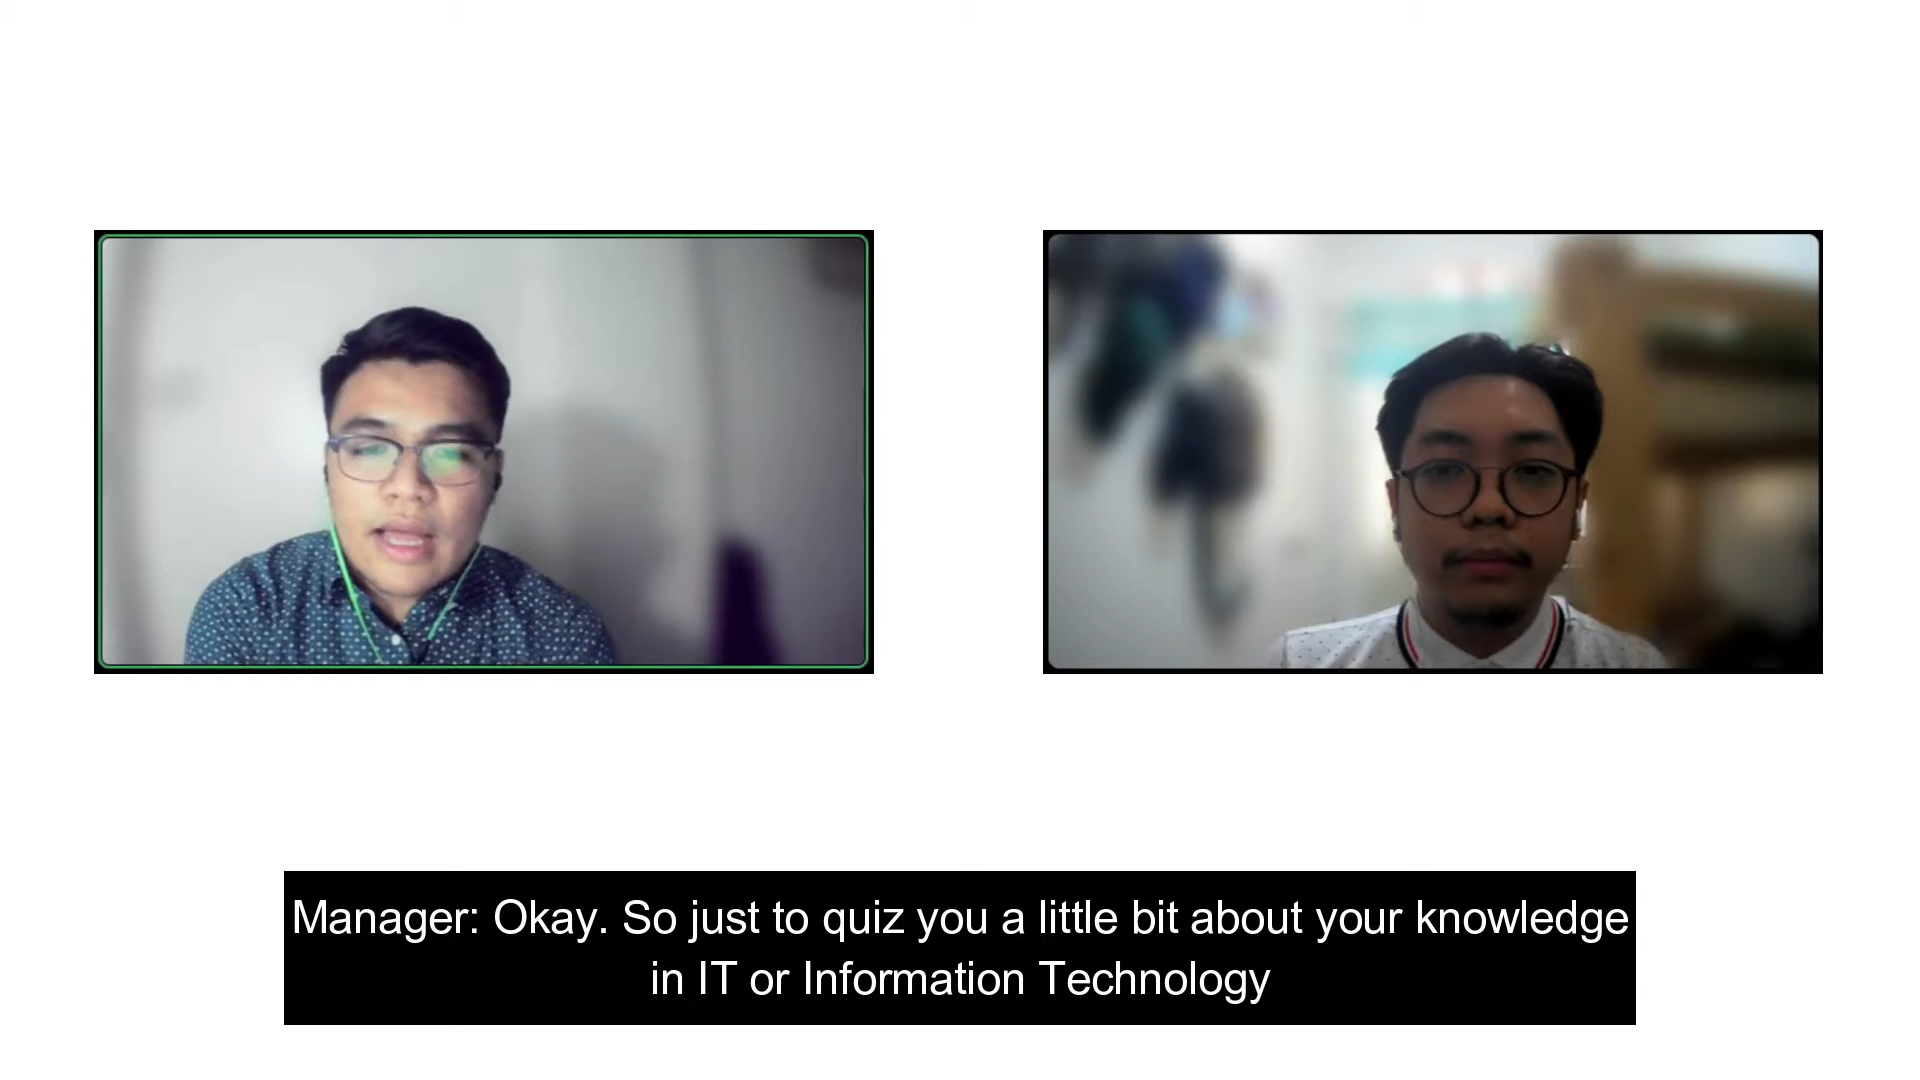 Manager: Okay. So just to quiz you a little bit about your knowledge
in IT or Information Technology